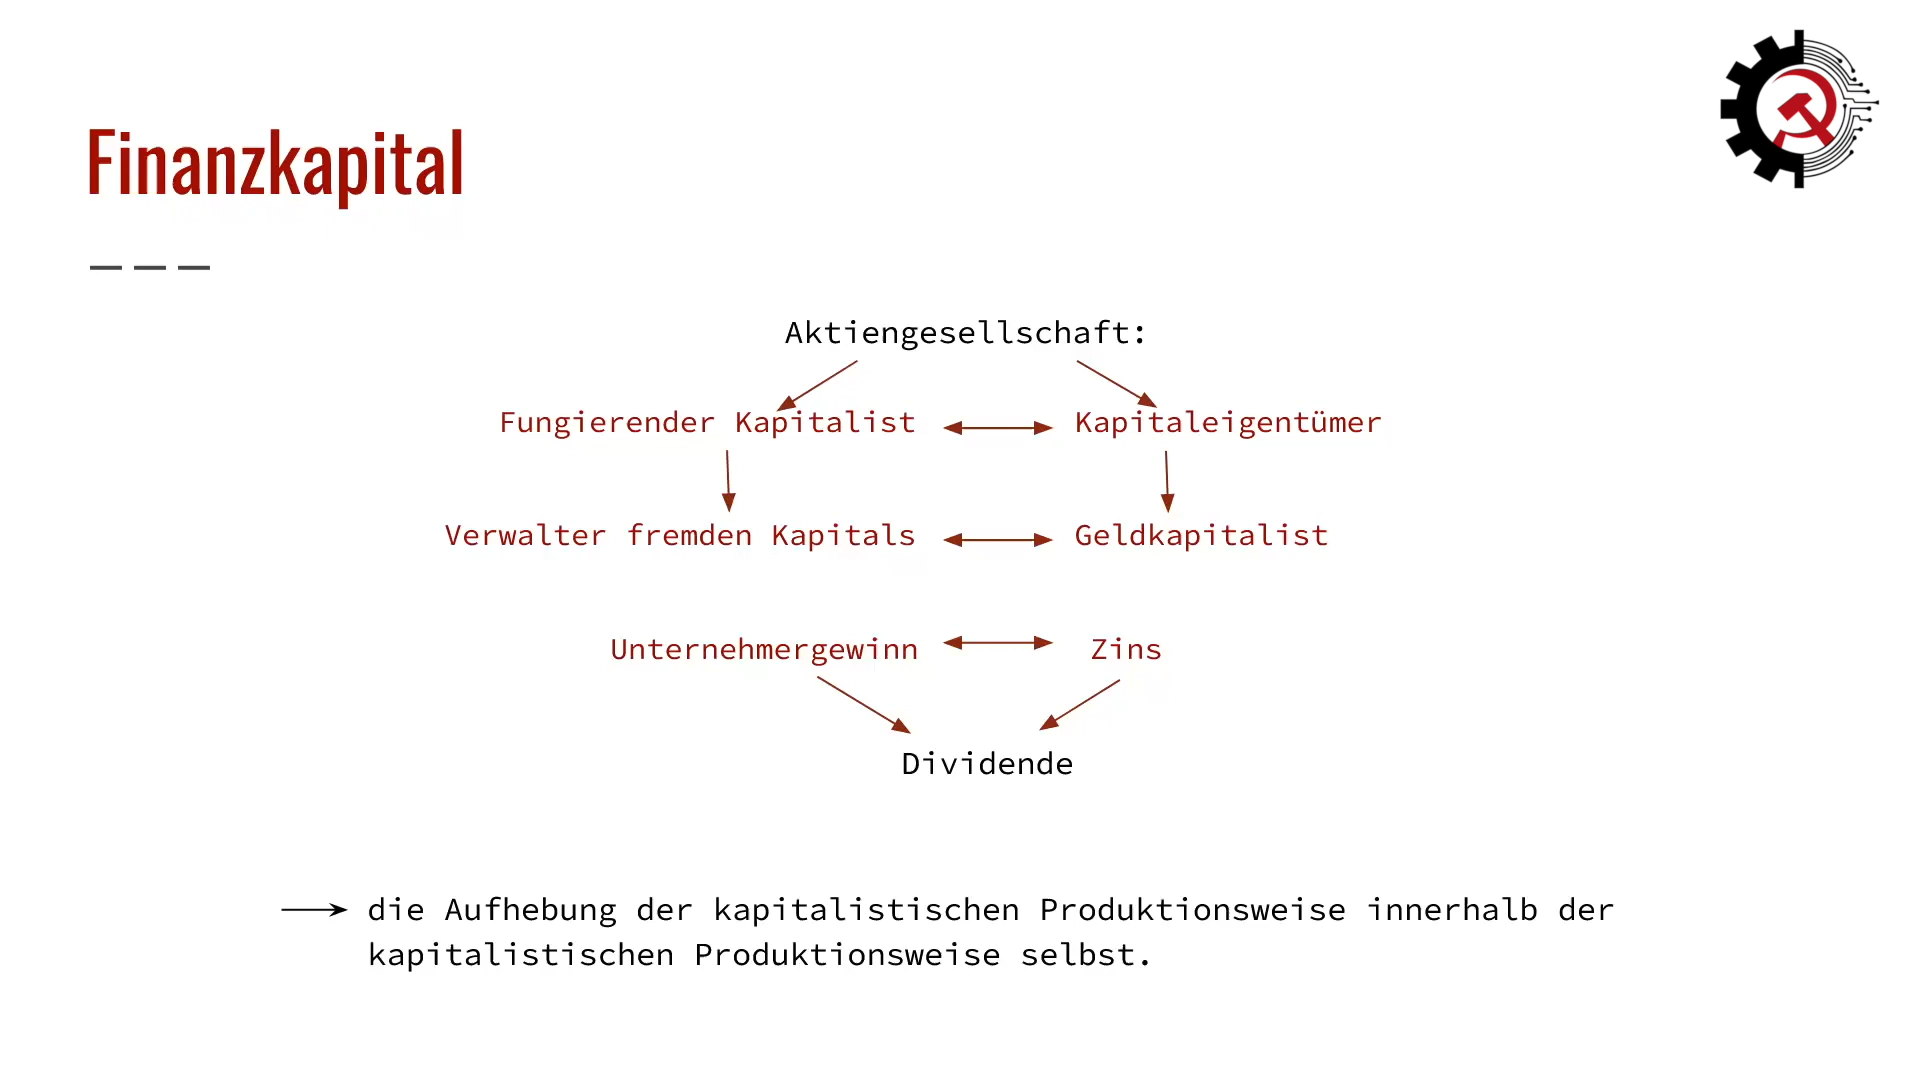 Finanzkapital
Aktiengesellschaft:
Fungierender Kapitalist Kapitaleigentümer
Verwalter fremden Kapitals Geldkapitalist
Unternehmergewinn Zins
Dividende
die Aufhebung der kapitalistischen Produktionsweise innerhalb der
kapitalistischen Produktionsweise selbst.